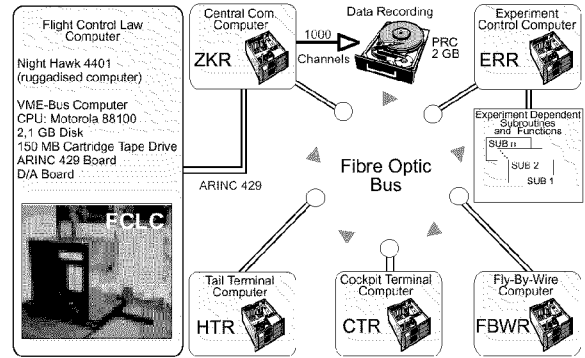 Flight Control Law
Computer
Night Hawk 4401
(ruggadised computer)
VME-Bus Computer
CPU: Motorola 88100
2,1 GB Disk
150 MB Cartridge Tape Drive
ARINC 429 Board
D/A Board
FCLC
Central Com.
Computer
ZKR
1000
Channels
Data Recording
PRC
2 GB
Experiment
Control Computer
ERR
Experiment Dependent
Subroutines
and Functions
SUB n
SUB 2
SUB 1
ARINC 429
Fibre Optic
Bus
Tail Terminal
Computer
HTR
Cockpit Terminal
Computer
CTR
Fly-By-Wire
Computer
FBWR